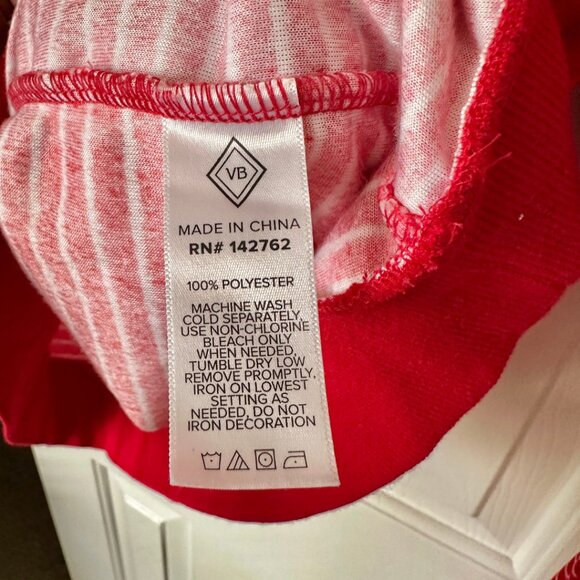 VB
MADE IN CHINA
RN# 142762
100% POLYESTER
MACHINE WASH
COLD SEPARATELY,
USE NON-CHLORINE
BLEACH ONLY
WHEN NEEDED,
TUMBLE DRY LOW
REMOVE PROMPTLY.
IRON ON LOWEST
SETTING AS
NEEDED, DO NOT
IRON DECORATION